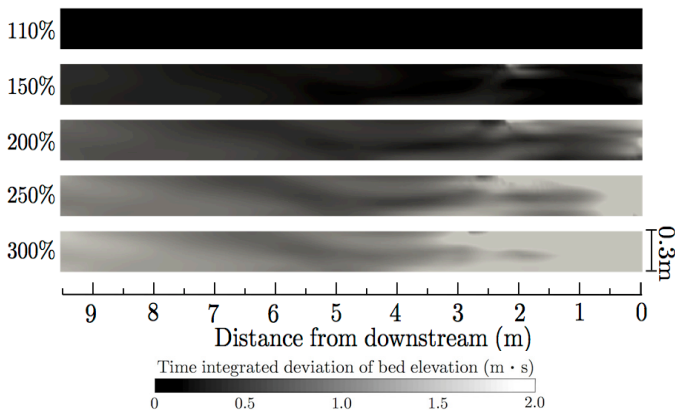 110%
150%
200%
250%
300%
0.3m
9 8 7 6 5 4 3 2 1 0
Distance from downstream (m)
Time integrated deviation of bed elevation (m · s)
0 0.5 1.0 1.5 2.0